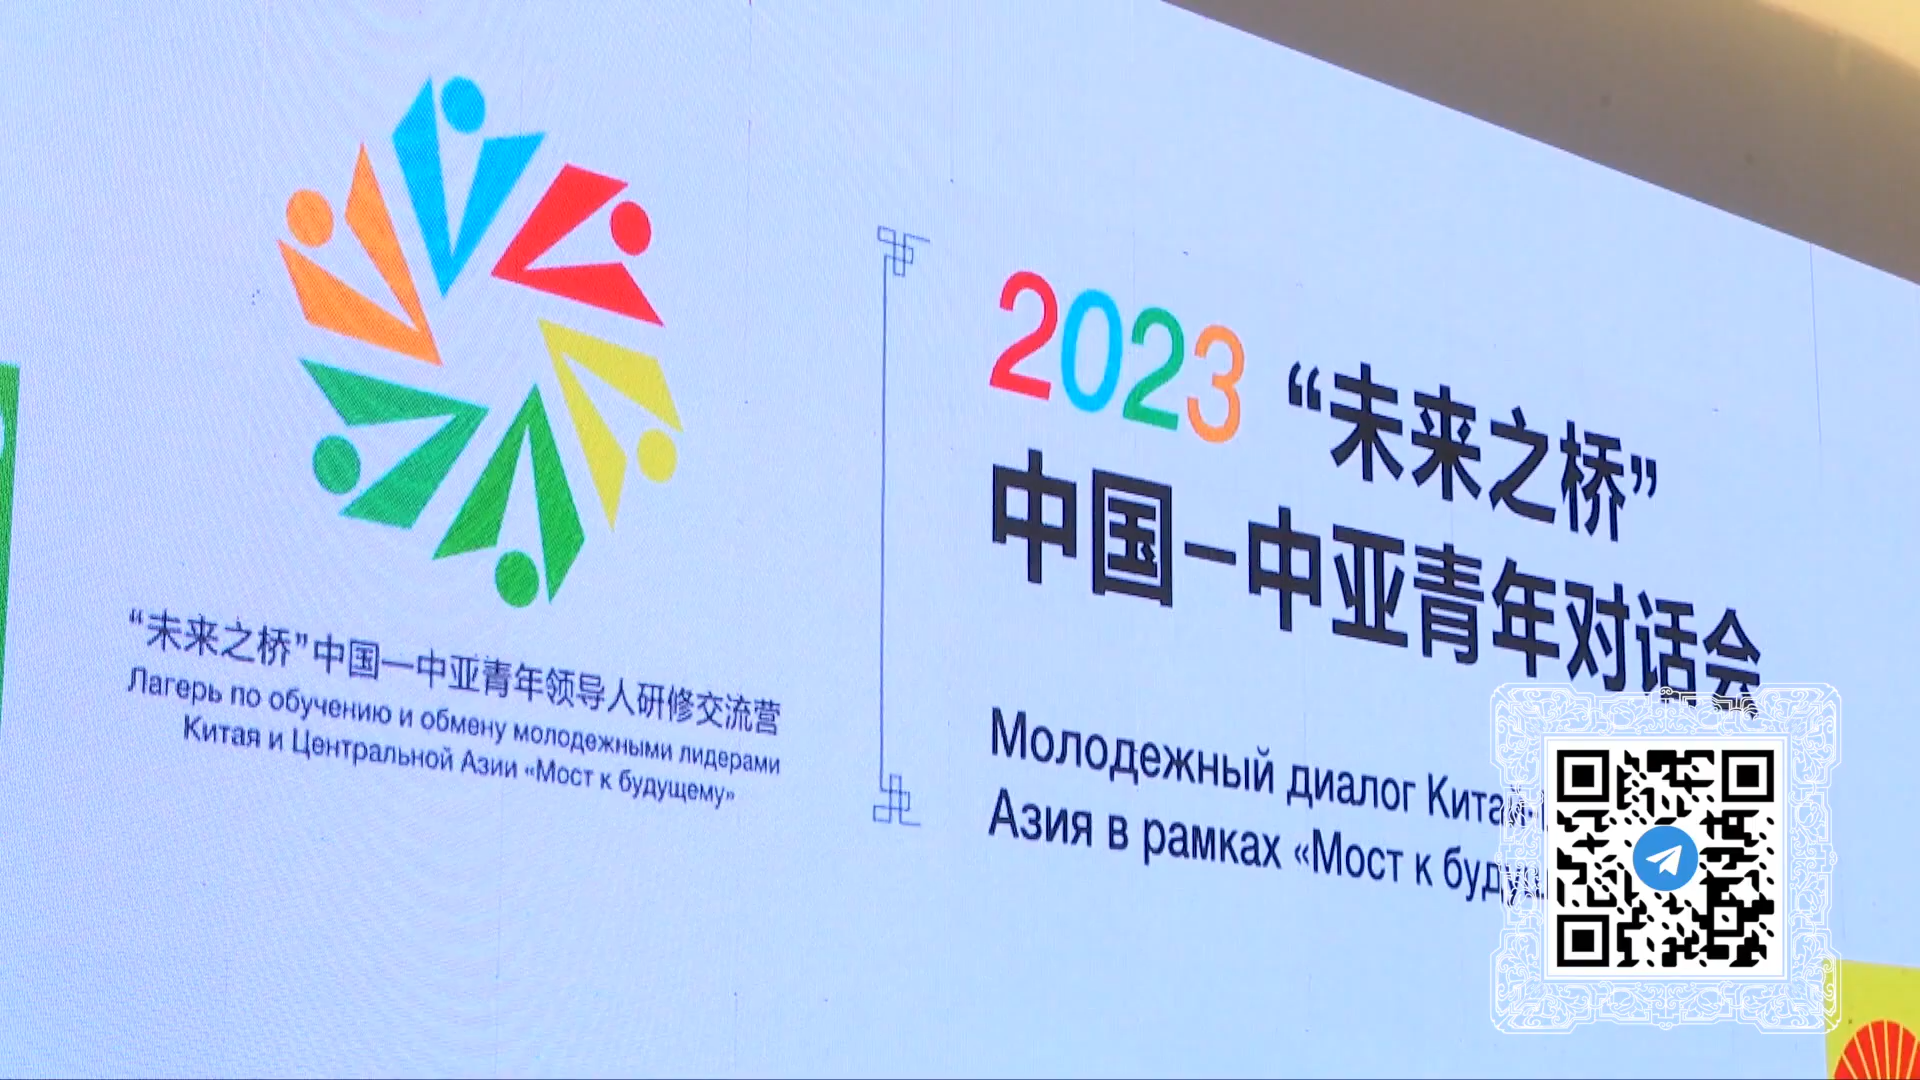 “未来之桥”中国—中亚青年领导人研修交流营
Лагерь по обучению и обмену молодежными лидерами
Китая и Центральной Азии «Мост к будущему»
2023 “未来之桥”
中国—中亚青年对话会
Молодежный диалог Китай
Азия в рамках «Мост к